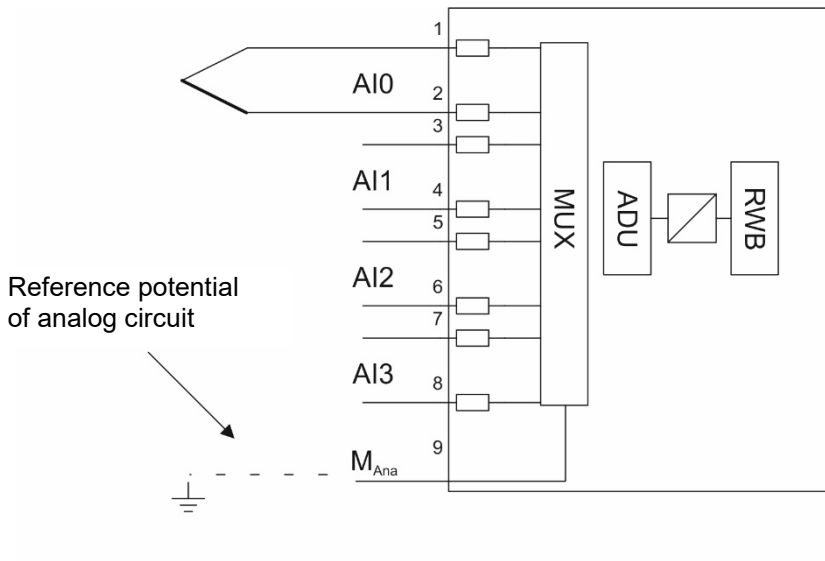 1
AI0
2
3
AI1
4
5
AI2
6
7
AI3
8
9
M_Ana
MUX
ADU
RWB
Reference potential
of analog circuit